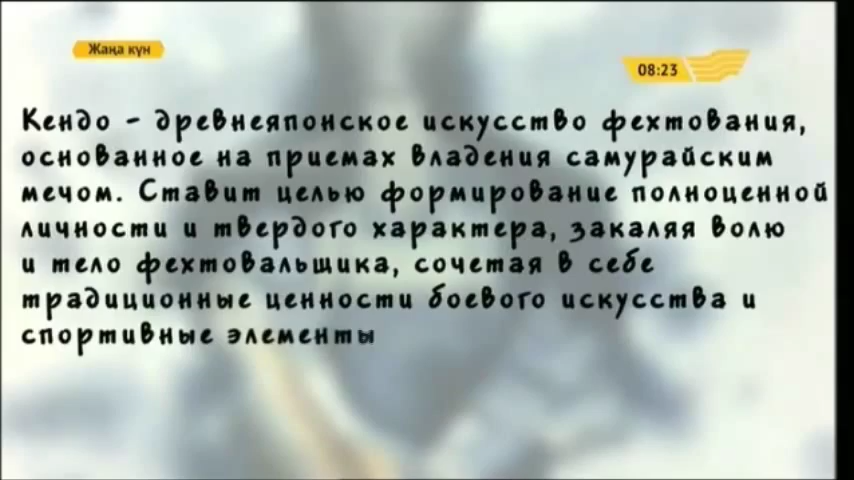 Жаңа күн
08:23
Кендо - древнеяпонское искусство фехтования,
основанное на приемах владения самурайским
мечом. Ставит целью формирование полноценной
личности и твердого характера, закаляя волю
и тело фехтовальщика, сочетая в себе
традиционные ценности боевого искусства и
спортивные элементы